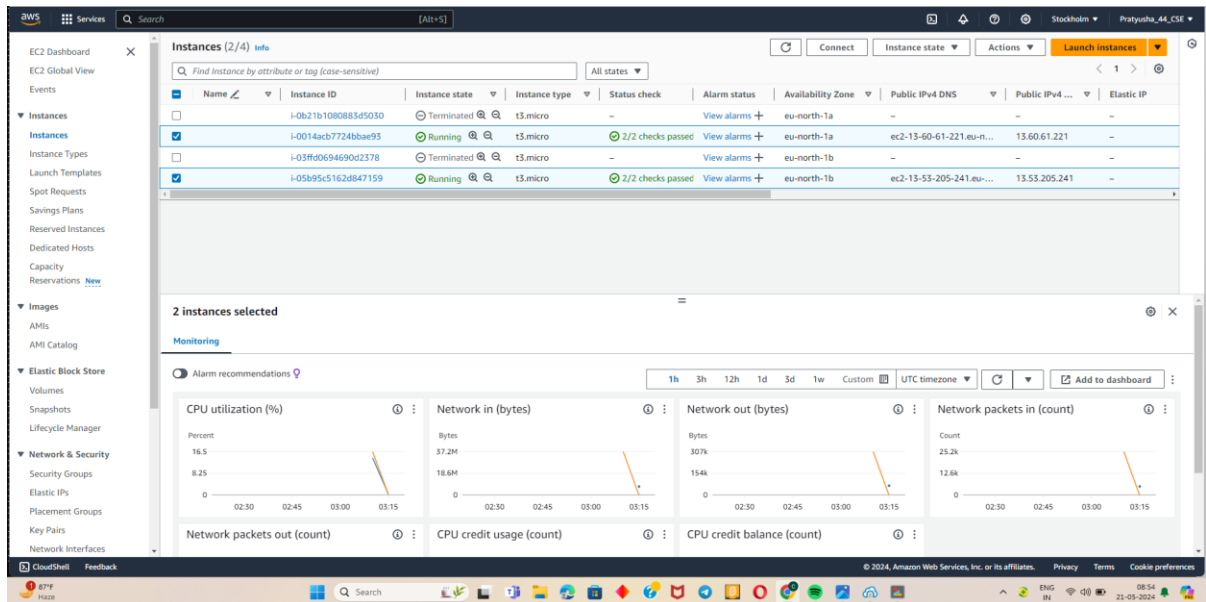 aws Services Search [Alt+S] Stockholm Pratyusha_44_CSE
EC2 Dashboard
EC2 Global View
Events
Instances
Instances
Instance Types
Launch Templates
Spot Requests
Savings Plans
Reserved Instances
Dedicated Hosts
Capacity
Reservations New
Images
AMIs
AMI Catalog
Elastic Block Store
Volumes
Snapshots
Lifecycle Manager
Network & Security
Security Groups
Elastic IPs
Placement Groups
Key Pairs
Network Interfaces
Instances (2/4) Info Connect Instance state Actions Launch instances
Find Instance by attribute or tag (case-sensitive) All states 1
Name Instance ID Instance state Instance type Status check Alarm status Availability Zone Public IPv4 DNS Public IPv4 ... Elastic IP
i-0b21b1080883d5030 Terminated t3.micro – View alarms + eu-north-1a – – –
i-0014acb7724bbae93 Running t3.micro 2/2 checks passed View alarms + eu-north-1a ec2-13-60-61-221.eu-n... 13.60.61.221 –
i-03ffd0694690d2378 Terminated t3.micro – View alarms + eu-north-1b – – –
i-05b95c5162d847159 Running t3.micro 2/2 checks passed View alarms + eu-north-1b ec2-13-53-205-241.eu-... 13.53.205.241 –
2 instances selected
Monitoring
Alarm recommendations 1h 3h 12h 1d 3d 1w Custom UTC timezone Add to dashboard
CPU utilization (%)
Percent
16.5
8.25
0
02:30 02:45 03:00 03:15
Network in (bytes)
Bytes
37.2M
18.6M
0
02:30 02:45 03:00 03:15
Network out (bytes)
Bytes
307k
154k
0
02:30 02:45 03:00 03:15
Network packets in (count)
Count
25.2k
12.6k
0
02:30 02:45 03:00 03:15
Network packets out (count)
CPU credit usage (count)
CPU credit balance (count)
CloudShell Feedback © 2024, Amazon Web Services, Inc. or its affiliates. Privacy Terms Cookie preferences
1 87°F Search ENG 08:54
Haze IN 21-05-2024